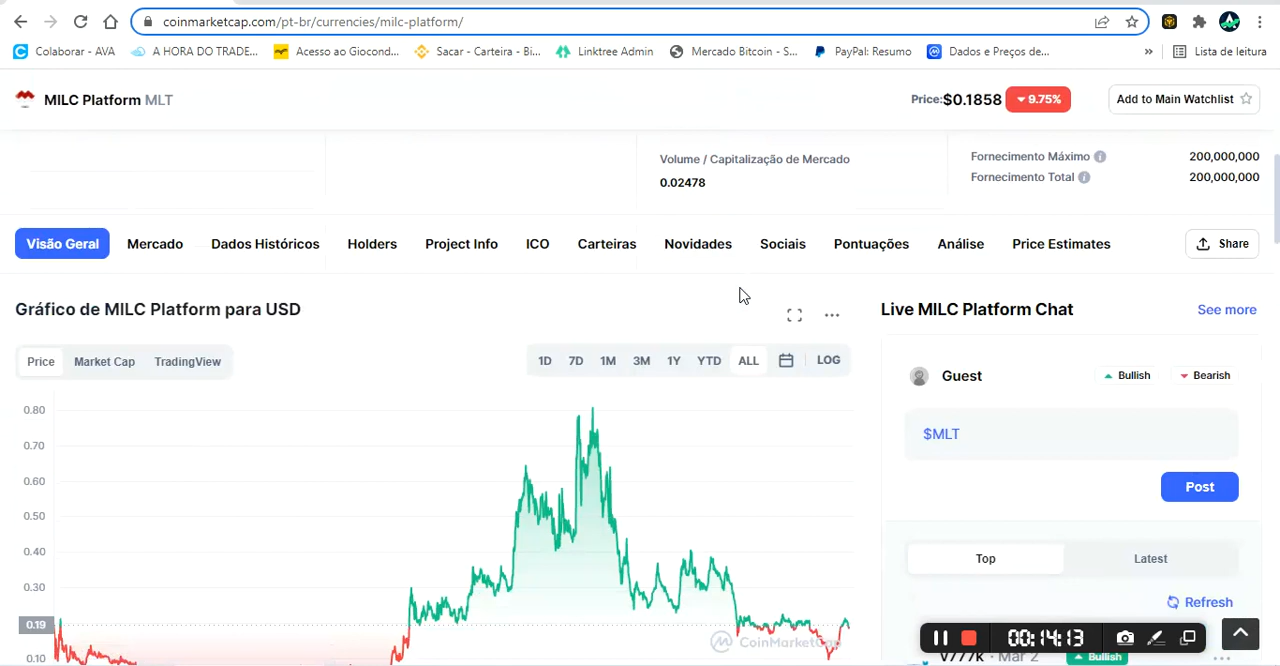 coinmarketcap.com/pt-br/currencies/milc-platform/
Colaborar - AVA
A HORA DO TRADE...
Acesso ao Giocond...
Sacar - Carteira - Bi...
Linktree Admin
Mercado Bitcoin - S...
PayPal: Resumo
Dados e Preços de...
»
Lista de leitura
MILC Platform MLT
Price:$0.1858
9.75%
Add to Main Watchlist
Volume / Capitalização de Mercado
0.02478
Fornecimento Máximo
200,000,000
Fornecimento Total
200,000,000
Visão Geral
Mercado
Dados Históricos
Holders
Project Info
ICO
Carteiras
Novidades
Sociais
Pontuações
Análise
Price Estimates
Share
Gráfico de MILC Platform para USD
Price
Market Cap
TradingView
1D
7D
1M
3M
1Y
YTD
ALL
LOG
0.80
0.70
0.60
0.50
0.40
0.30
0.19
0.10
CoinMarketCap
Live MILC Platform Chat
See more
Guest
Bullish
Bearish
$MLT
Post
Top
Latest
Refresh
00:14:13
v777k · Mar 2
Bullish